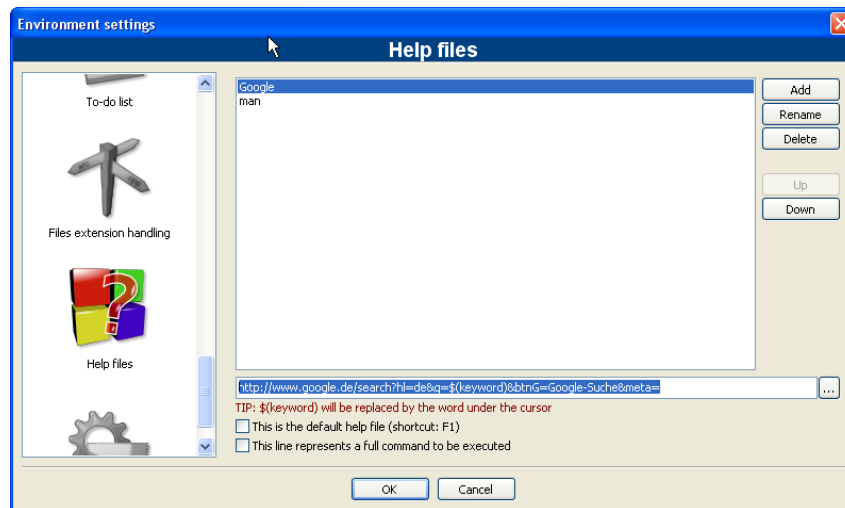 Environment settings
Help files
To-do list
Files extension handling
Help files
Google
man
Add
Rename
Delete
Up
Down
http://www.google.de/search?hl=de&q=$(keyword)&btnG=Google-Suche&meta=
...
TIP: $(keyword) will be replaced by the word under the cursor
This is the default help file (shortcut: F1)
This line represents a full command to be executed
OK
Cancel